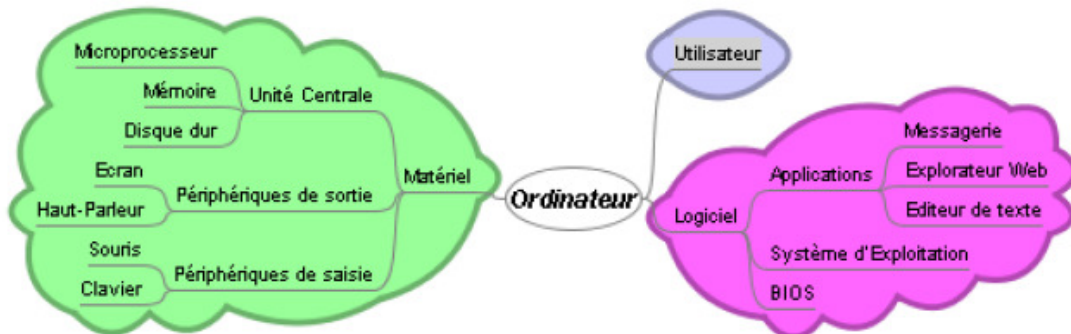 Microprocesseur
Mémoire
Disque dur
Unité Centrale
Ecran
Haut-Parleur
Périphériques de sortie
Souris
Clavier
Périphériques de saisie
Matériel
Ordinateur
Utilisateur
Logiciel
Applications
Messagerie
Explorateur Web
Editeur de texte
Système d'Exploitation
BIOS